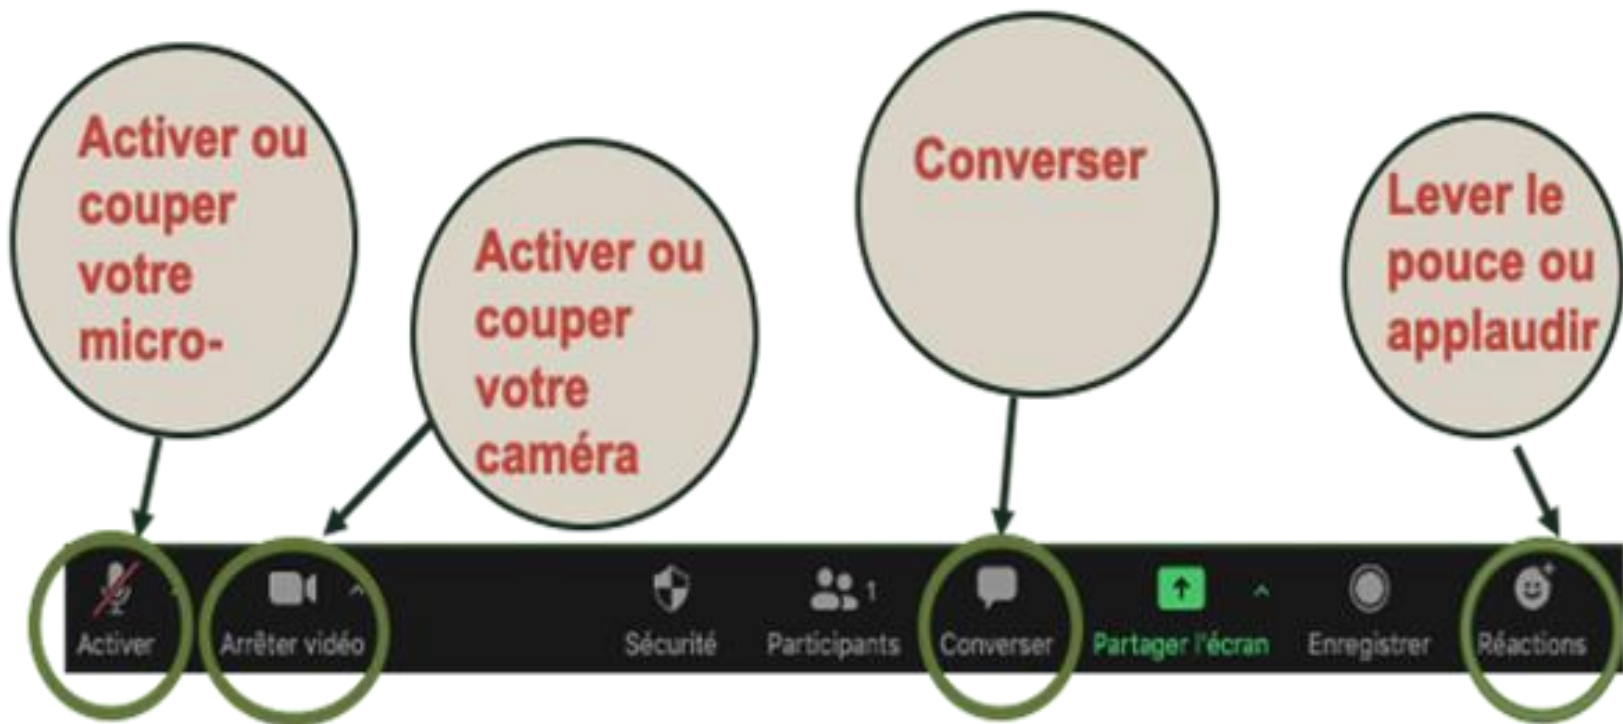 Activer ou
couper
votre
micro-
Activer ou
couper
votre
caméra
Converser
Lever le
pouce ou
applaudir
Activer
Arrêter vidéo
Sécurité
Participants
1
Converser
Partager l'écran
Enregistrer
Réactions